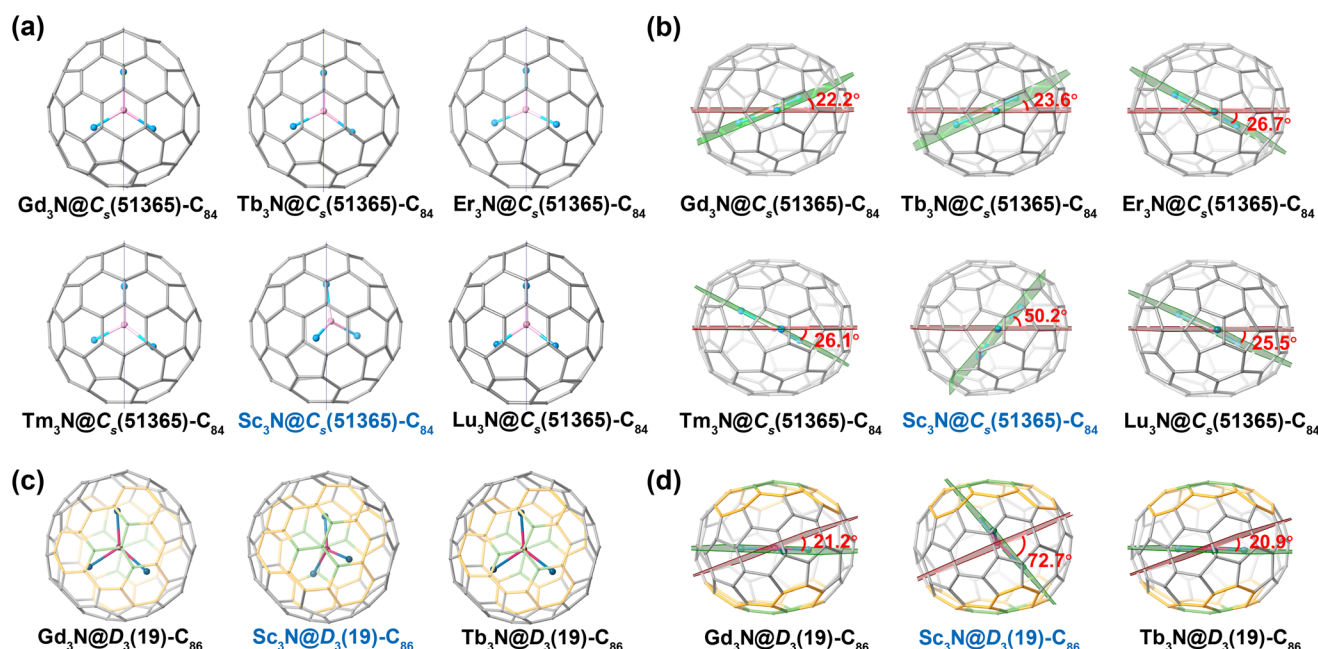 (a)
Gd₃N@Cₛ(51365)-C₈₄ Tb₃N@Cₛ(51365)-C₈₄ Er₃N@Cₛ(51365)-C₈₄
Tm₃N@Cₛ(51365)-C₈₄ Sc₃N@Cₛ(51365)-C₈₄ Lu₃N@Cₛ(51365)-C₈₄
(b)
22.2° 23.6° 26.7°
Gd₃N@Cₛ(51365)-C₈₄ Tb₃N@Cₛ(51365)-C₈₄ Er₃N@Cₛ(51365)-C₈₄
26.1° 50.2° 25.5°
Tm₃N@Cₛ(51365)-C₈₄ Sc₃N@Cₛ(51365)-C₈₄ Lu₃N@Cₛ(51365)-C₈₄
(c)
Gd₃N@D₃(19)-C₈₆ Sc₃N@D₃(19)-C₈₆ Tb₃N@D₃(19)-C₈₆
(d)
21.2° 72.7° 20.9°
Gd₃N@D₃(19)-C₈₆ Sc₃N@D₃(19)-C₈₆ Tb₃N@D₃(19)-C₈₆